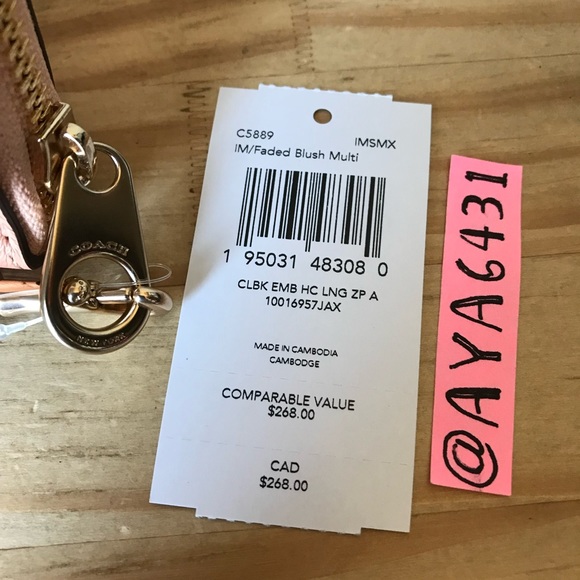 C5889 IMSMX
IM/Faded Blush Multi
1 95031 48308 0
CLBK EMB HC LNG ZP A
10016957JAX
MADE IN CAMBODIA
CAMBODGE
COMPARABLE VALUE
$268.00
CAD
$268.00
COACH
NEW YORK
@AYA6431